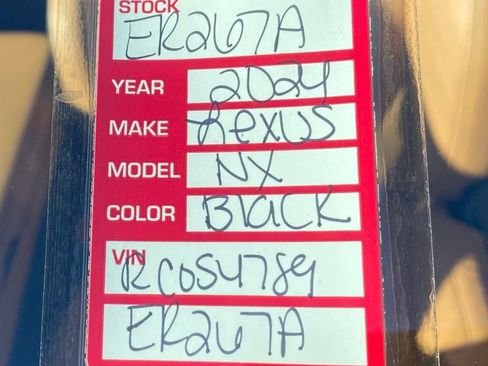 STOCK
ER267A
YEAR 2024
MAKE Lexus
MODEL NX
COLOR Black
VIN
RC054789
ER267A